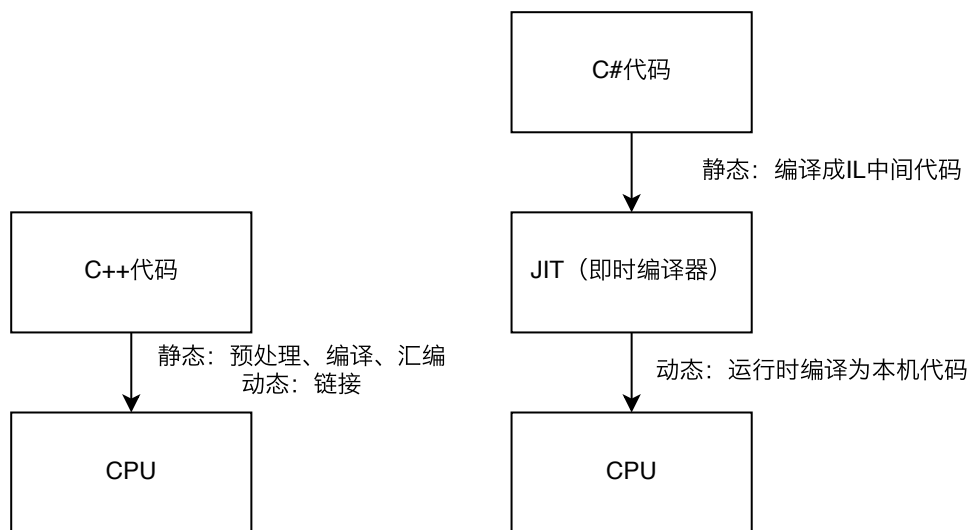 C#代码
静态：编译成IL中间代码
C++代码
JIT（即时编译器）
静态：预处理、编译、汇编
动态：链接
动态：运行时编译为本机代码
CPU
CPU